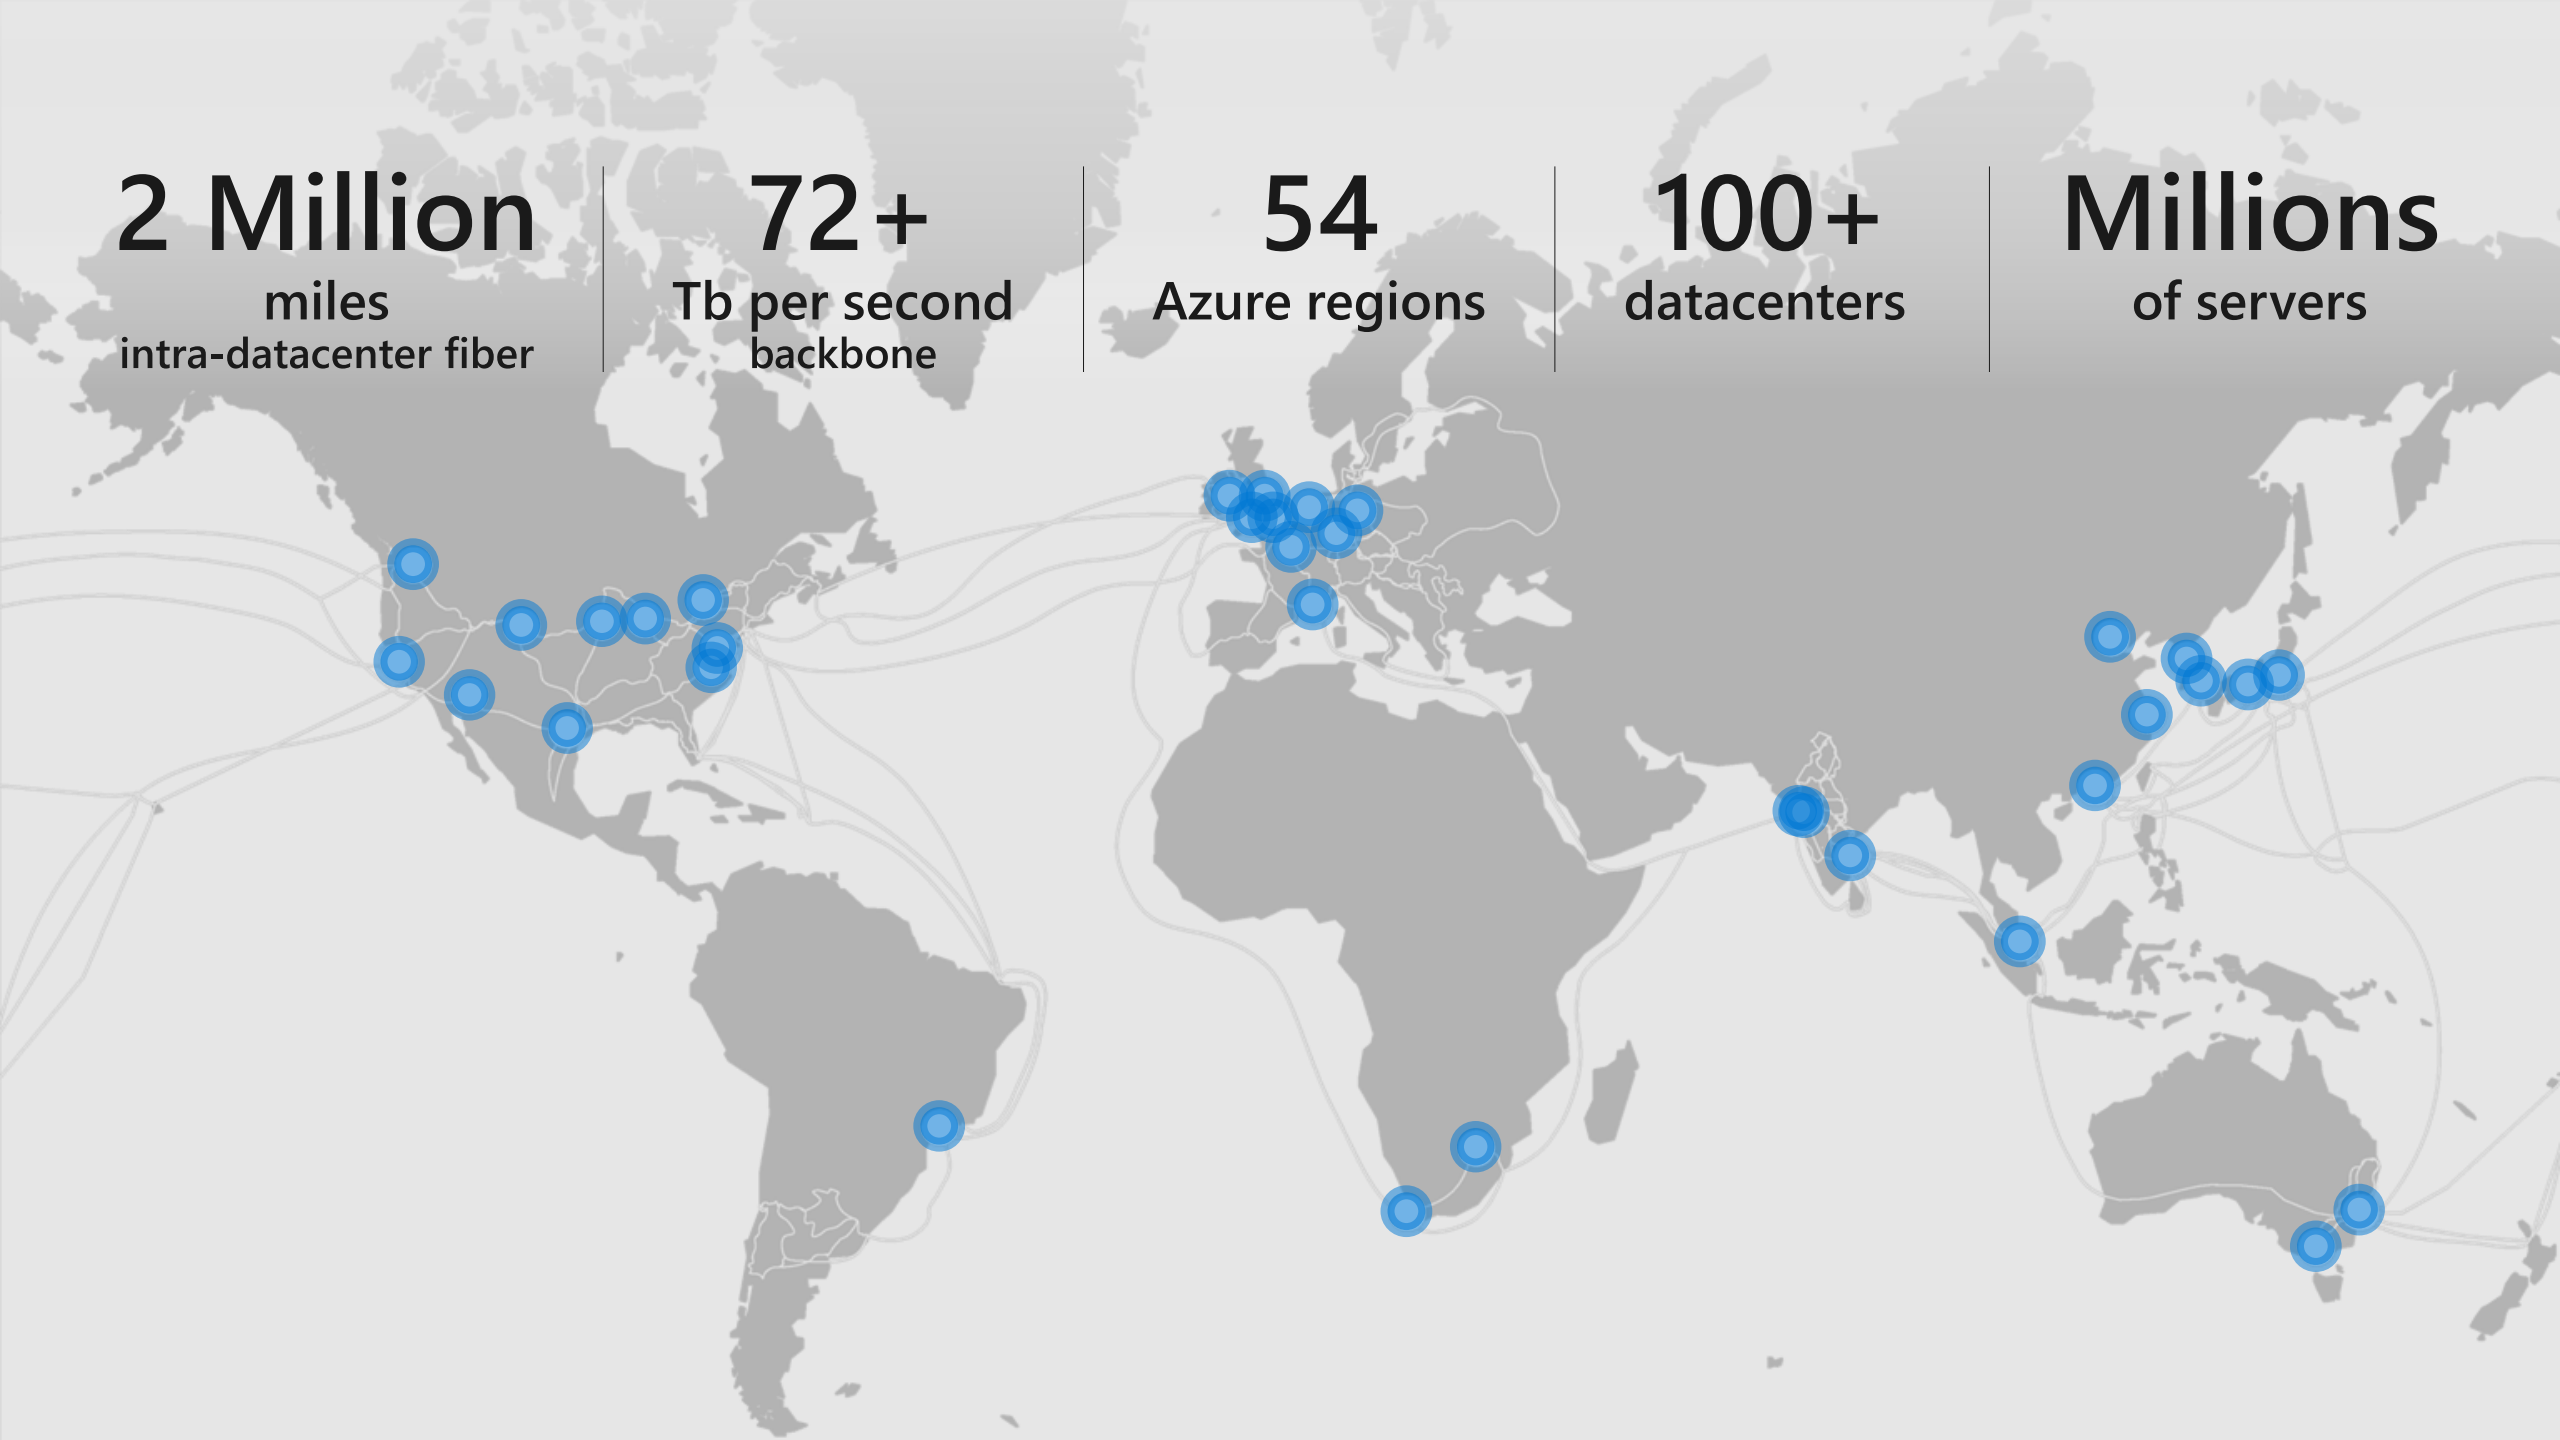 2 Million
miles
intra-datacenter fiber
72+
Tb per second
backbone
54
Azure regions
100+
datacenters
Millions
of servers